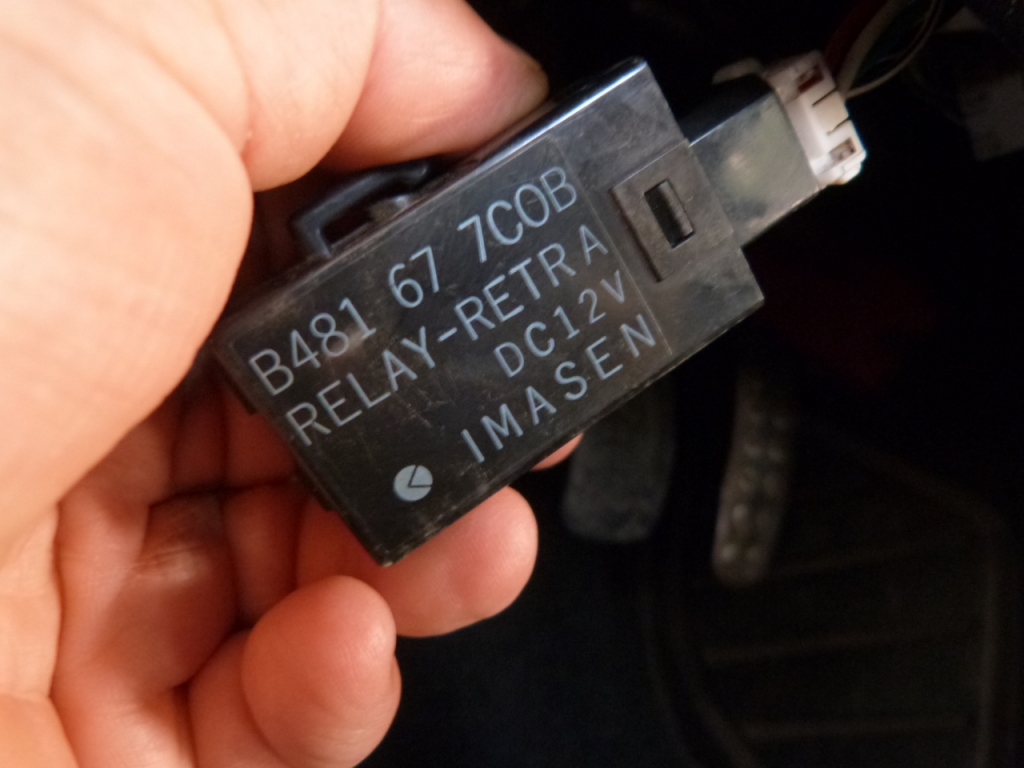 B481 67 7C0B
RELAY-RETRA
DC12V
IMASEN